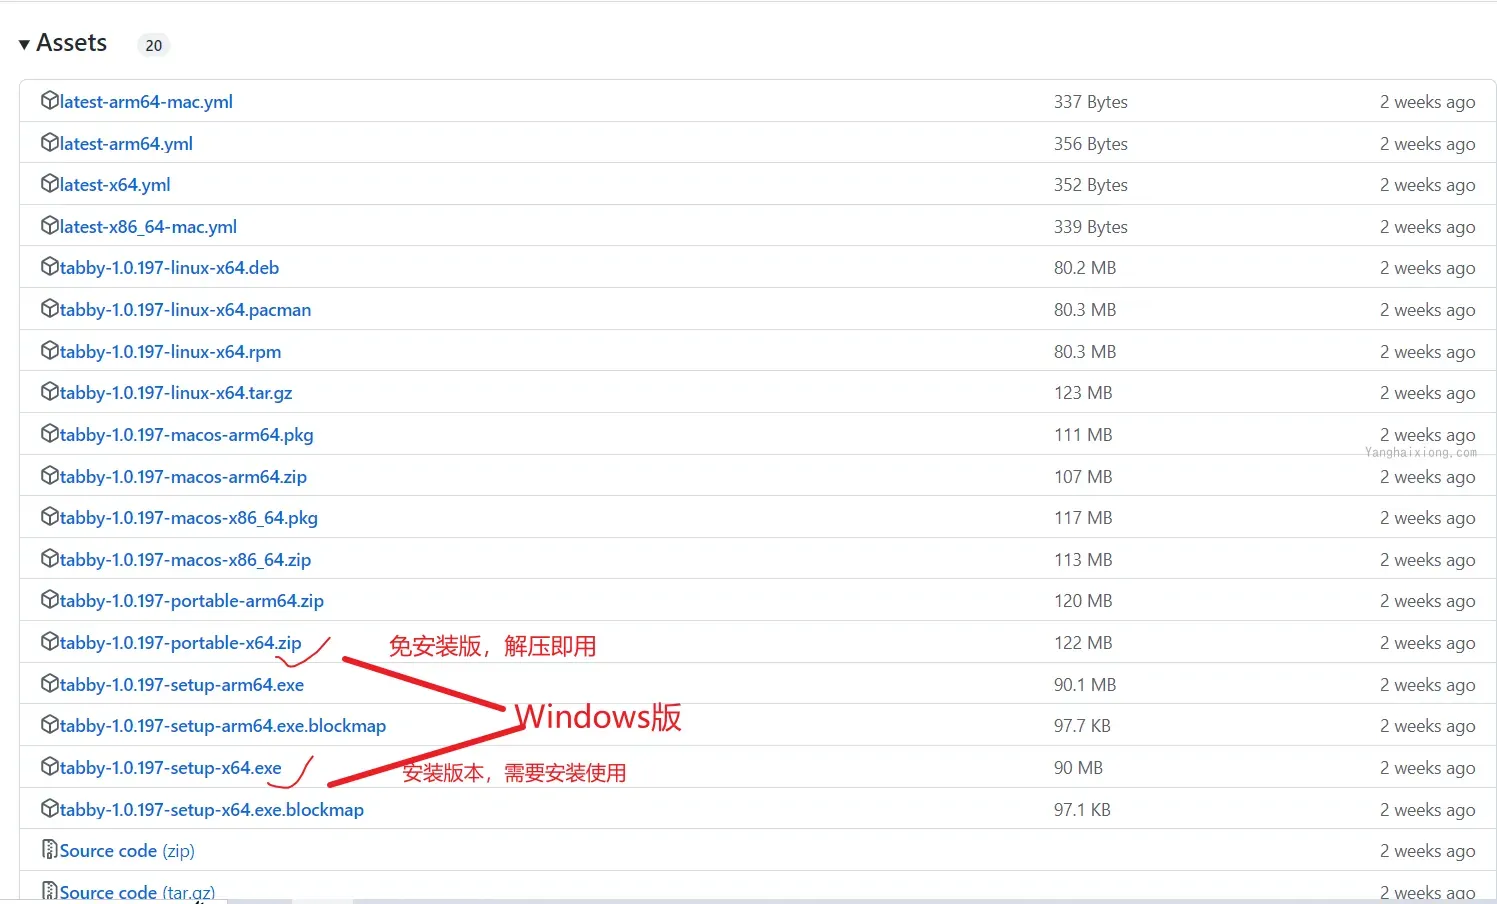 Assets 20
latest-arm64-mac.yml 337 Bytes 2 weeks ago
latest-arm64.yml 356 Bytes 2 weeks ago
latest-x64.yml 352 Bytes 2 weeks ago
latest-x86_64-mac.yml 339 Bytes 2 weeks ago
tabby-1.0.197-linux-x64.deb 80.2 MB 2 weeks ago
tabby-1.0.197-linux-x64.pacman 80.3 MB 2 weeks ago
tabby-1.0.197-linux-x64.rpm 80.3 MB 2 weeks ago
tabby-1.0.197-linux-x64.tar.gz 123 MB 2 weeks ago
tabby-1.0.197-macos-arm64.pkg 111 MB 2 weeks ago
Yanghaixiong.com
tabby-1.0.197-macos-arm64.zip 107 MB 2 weeks ago
tabby-1.0.197-macos-x86_64.pkg 117 MB 2 weeks ago
tabby-1.0.197-macos-x86_64.zip 113 MB 2 weeks ago
tabby-1.0.197-portable-arm64.zip 120 MB 2 weeks ago
tabby-1.0.197-portable-x64.zip 免安装版，解压即用 122 MB 2 weeks ago
tabby-1.0.197-setup-arm64.exe 90.1 MB 2 weeks ago
Windows版
tabby-1.0.197-setup-arm64.exe.blockmap 97.7 KB 2 weeks ago
tabby-1.0.197-setup-x64.exe 安装版本，需要安装使用 90 MB 2 weeks ago
tabby-1.0.197-setup-x64.exe.blockmap 97.1 KB 2 weeks ago
Source code (zip) 2 weeks ago
Source code (tar.gz) 2 weeks ago